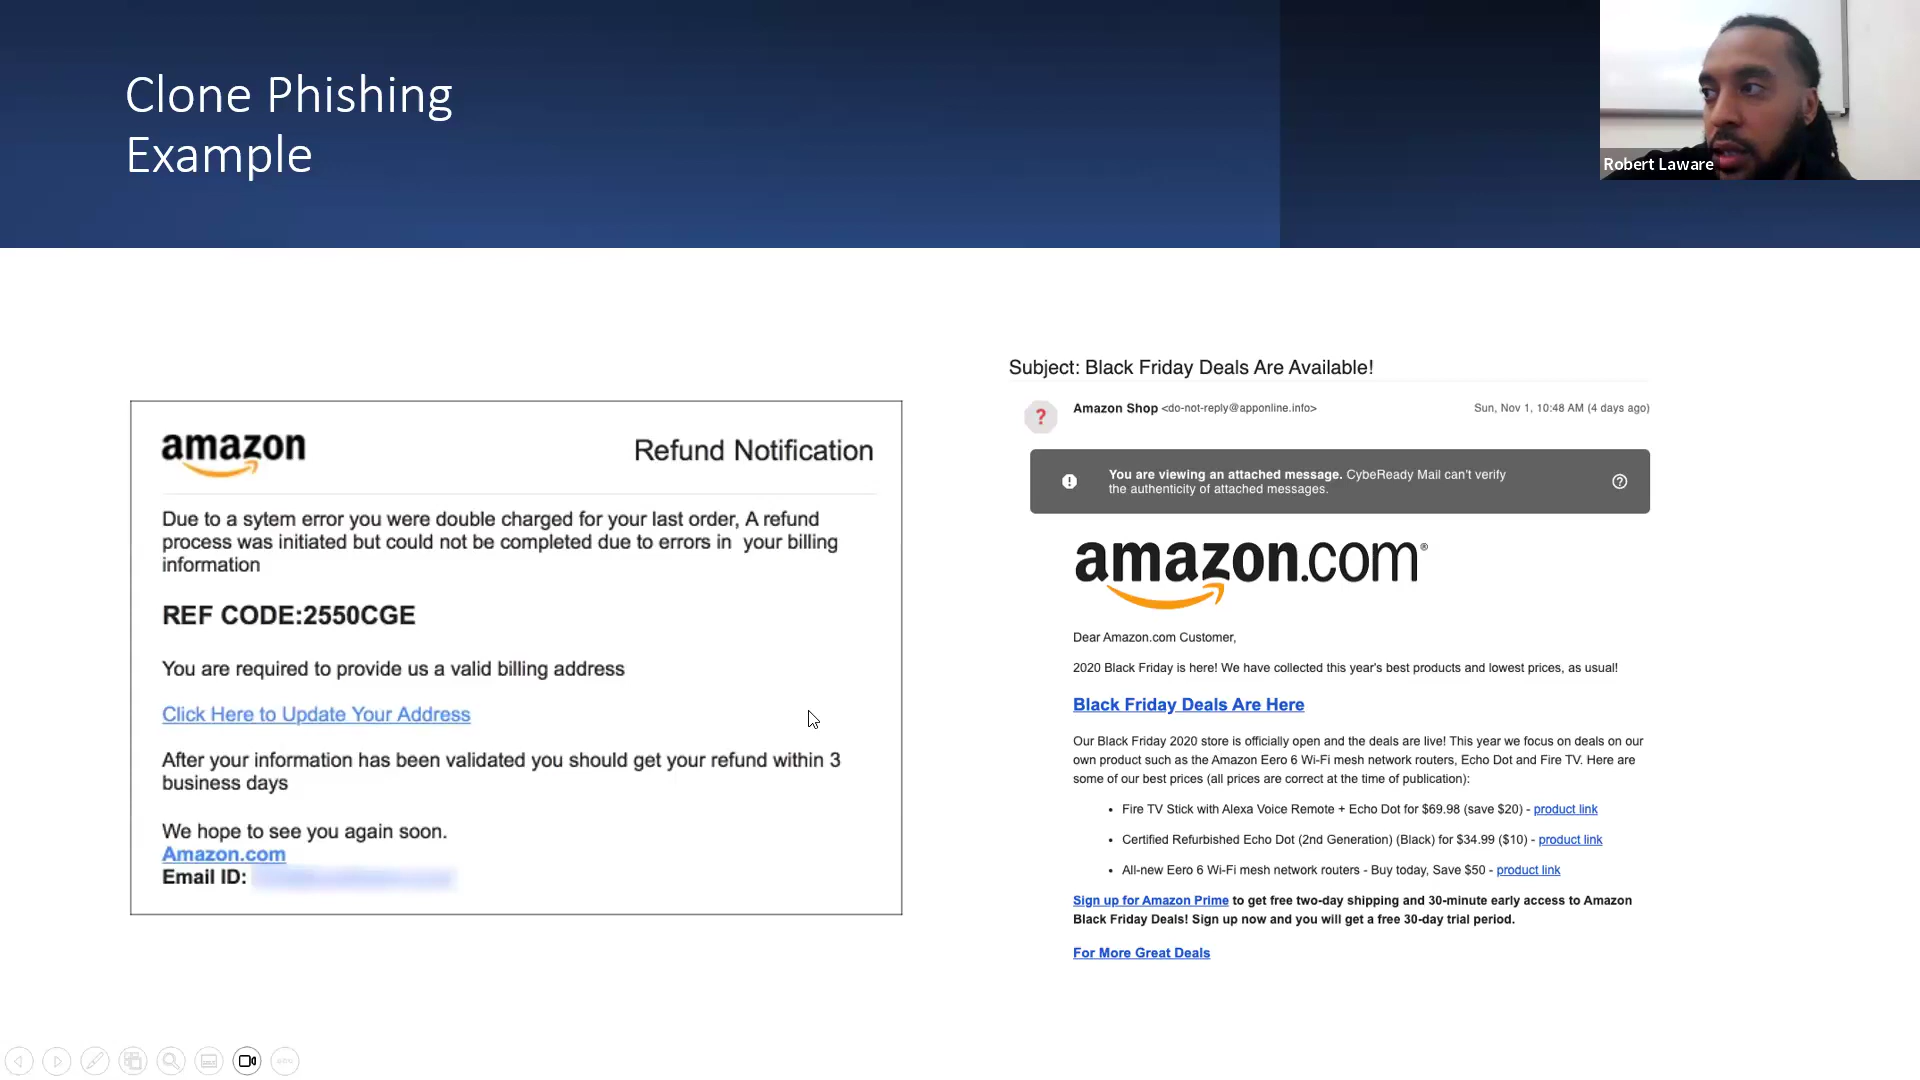 Clone Phishing
Example
Robert Laware
amazon
Refund Notification
Due to a sytem error you were double charged for your last order, A refund
process was initiated but could not be completed due to errors in your billing
information
REF CODE:2550CGE
You are required to provide us a valid billing address
Click Here to Update Your Address
After your information has been validated you should get your refund within 3
business days
We hope to see you again soon.
Amazon.com
Email ID:
Subject: Black Friday Deals Are Available!
Amazon Shop <do-not-reply@apponline.info>
Sun, Nov 1, 10:48 AM (4 days ago)
You are viewing an attached message. CybeReady Mail can't verify
the authenticity of attached messages.
amazon.com®
Dear Amazon.com Customer,
2020 Black Friday is here! We have collected this year's best products and lowest prices, as usual!
Black Friday Deals Are Here
Our Black Friday 2020 store is officially open and the deals are live! This year we focus on deals on our
own product such as the Amazon Eero 6 Wi-Fi mesh network routers, Echo Dot and Fire TV. Here are
some of our best prices (all prices are correct at the time of publication):
• Fire TV Stick with Alexa Voice Remote + Echo Dot for $69.98 (save $20) - product link
• Certified Refurbished Echo Dot (2nd Generation) (Black) for $34.99 ($10) - product link
• All-new Eero 6 Wi-Fi mesh network routers - Buy today, Save $50 - product link
Sign up for Amazon Prime to get free two-day shipping and 30-minute early access to Amazon
Black Friday Deals! Sign up now and you will get a free 30-day trial period.
For More Great Deals